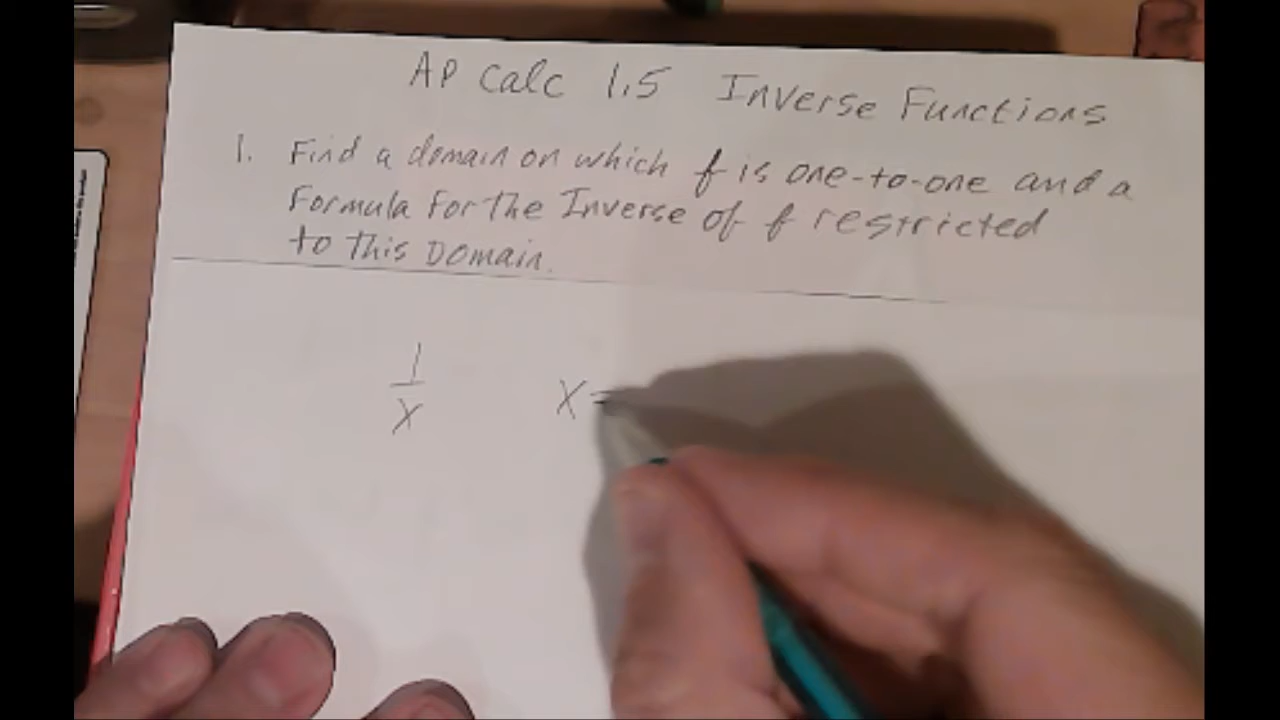 AP Calc 1.5 Inverse Functions
1. Find a domain on which f is one-to-one and a
Formula For the Inverse of f restricted
to this Domain.
1
x
x =